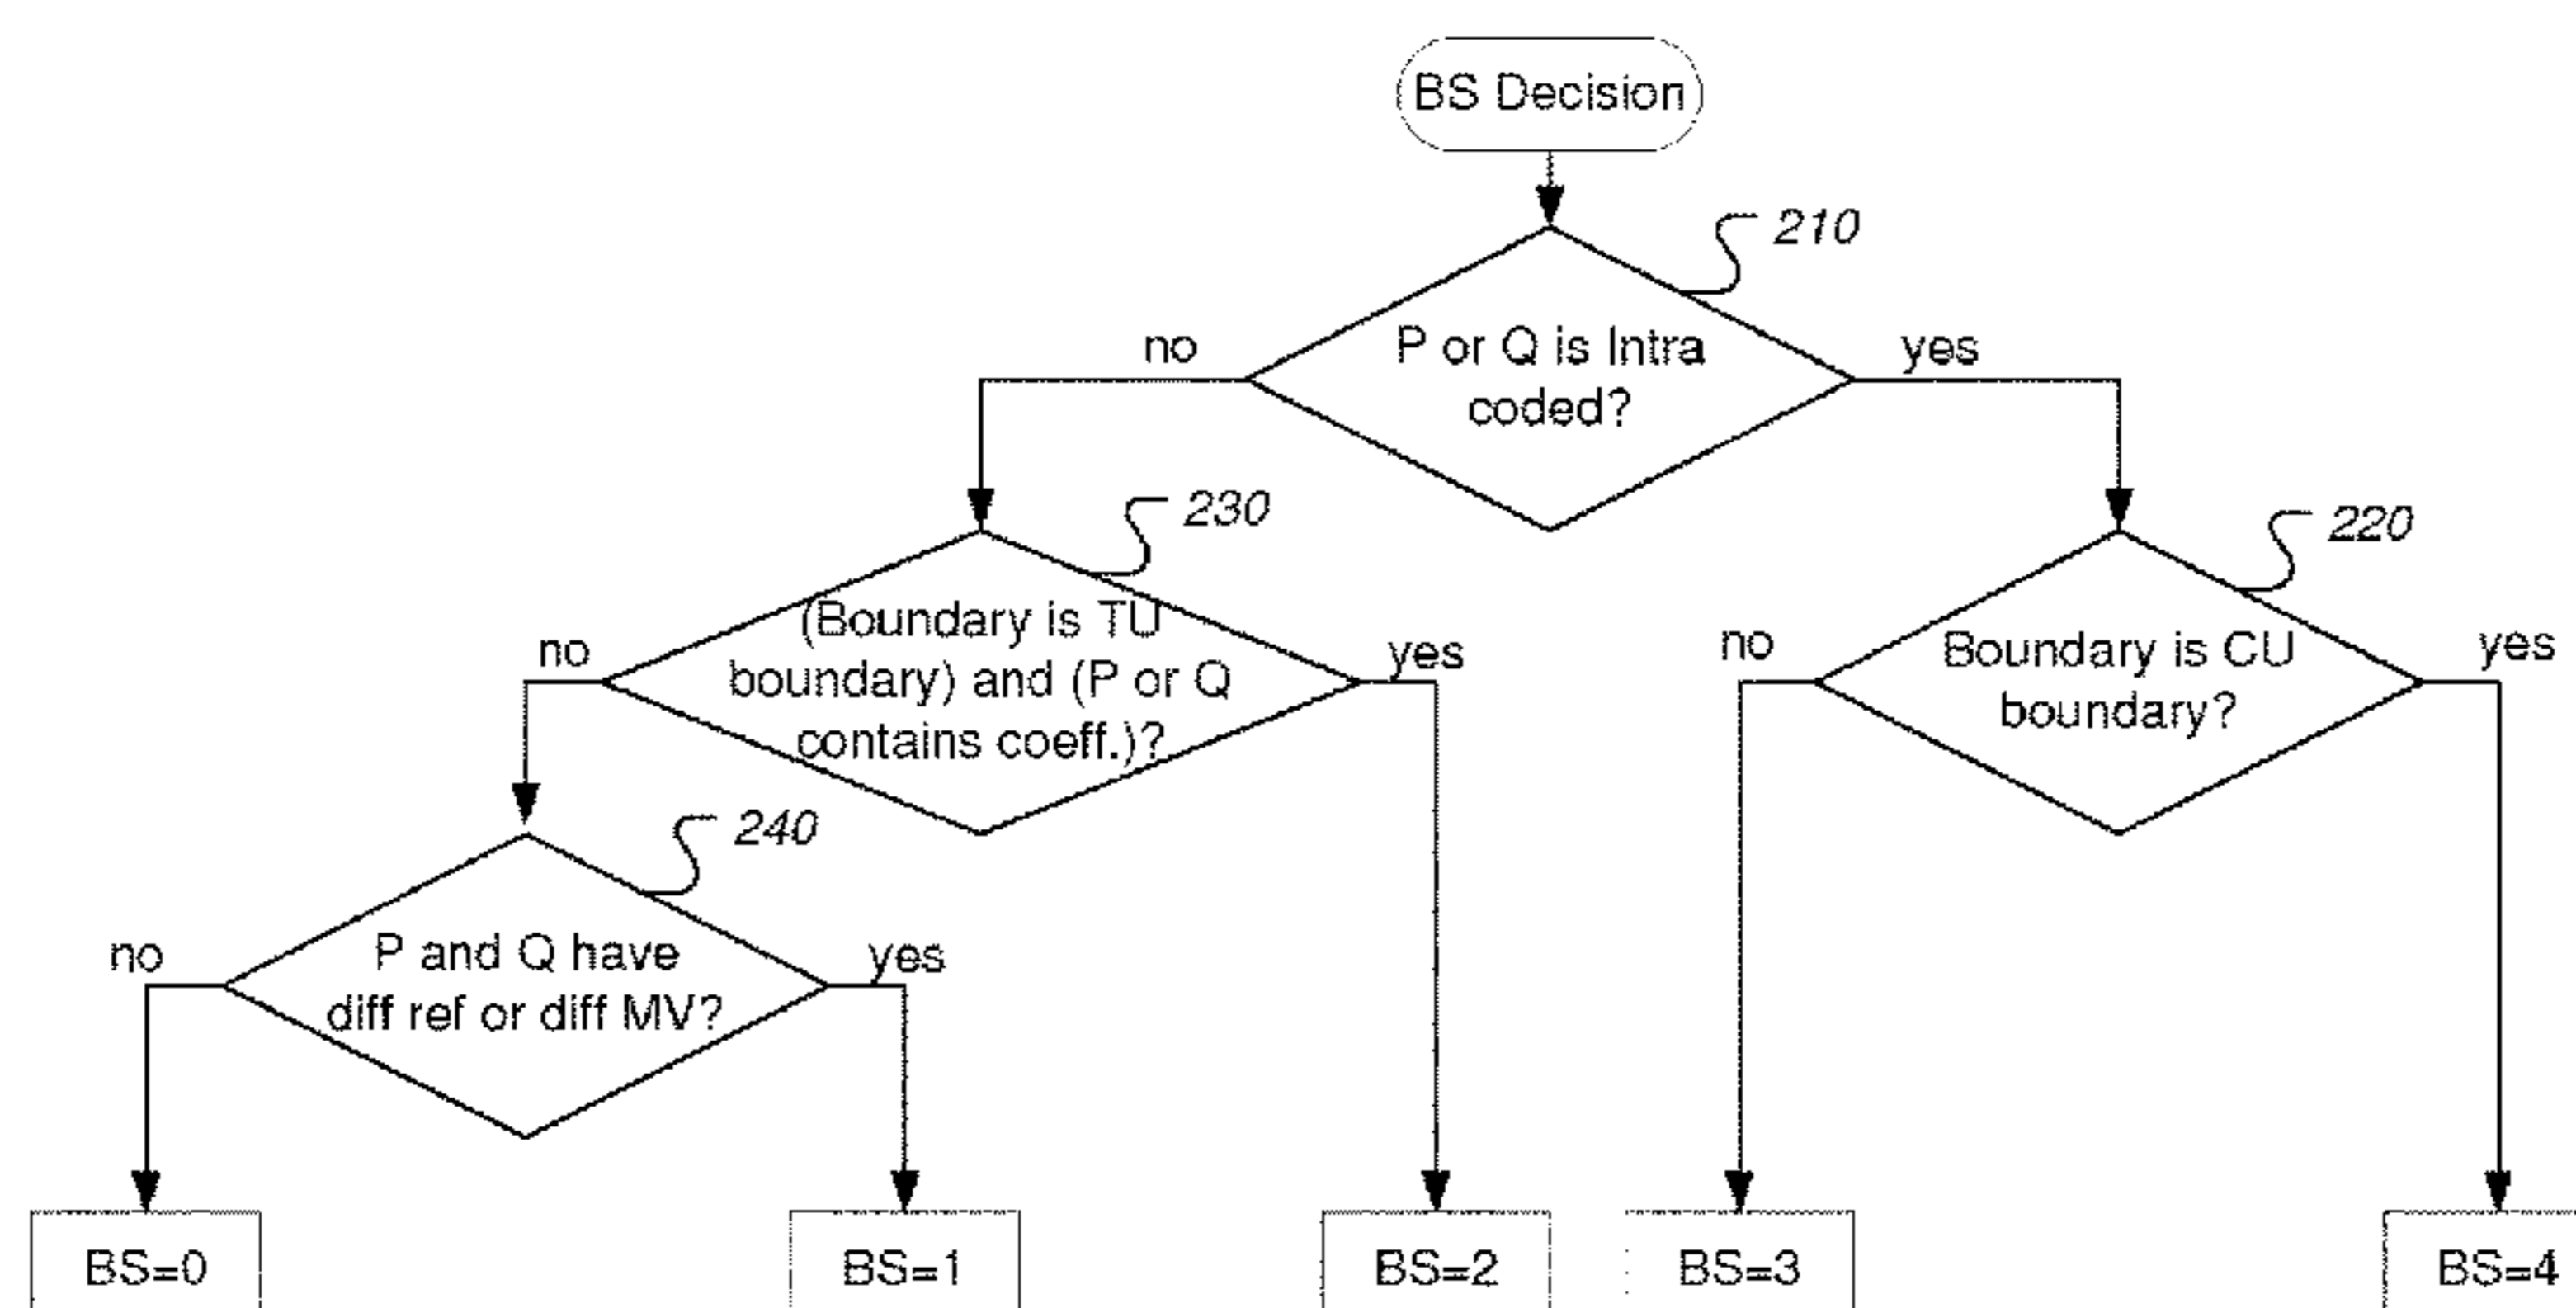 BS Decision
210
P or Q is Intra
coded?
no
yes
230
220
(Boundary is TU
boundary) and (P or Q
contains coeff.)?
no
yes
Boundary is CU
boundary?
no
yes
240
P and Q have
diff ref or diff MV?
no
yes
BS=0
BS=1
BS=2
BS=3
BS=4